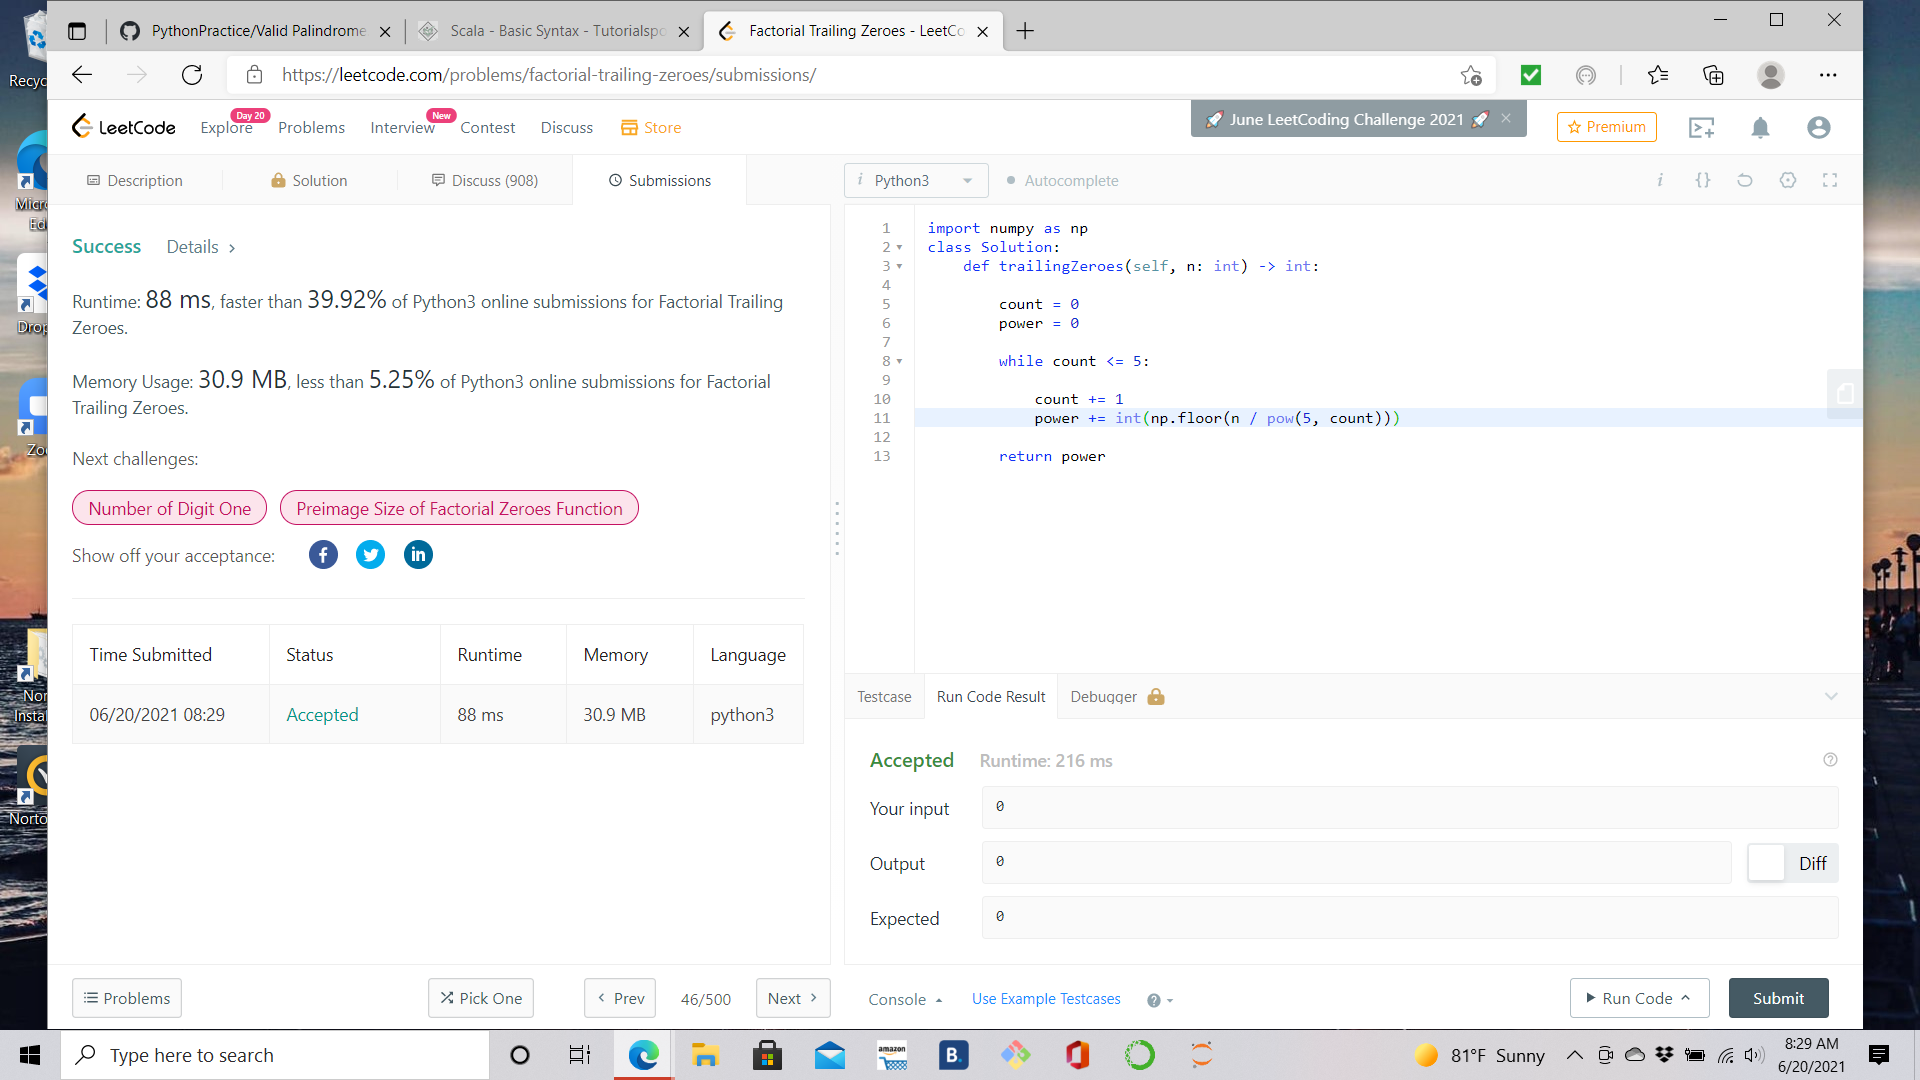 PythonPractice/Valid Palindrome
Scala - Basic Syntax - Tutorialspo
Factorial Trailing Zeroes - LeetCo
https://leetcode.com/problems/factorial-trailing-zeroes/submissions/
LeetCode
Explore
Day 20
Problems
Interview
New
Contest
Discuss
Store
June LeetCoding Challenge 2021
Premium
Description
Solution
Discuss (908)
Submissions
i Python3
Autocomplete
i
{}
Success
Details
Runtime: 88 ms, faster than 39.92% of Python3 online submissions for Factorial Trailing
Zeroes.
Memory Usage: 30.9 MB, less than 5.25% of Python3 online submissions for Factorial
Trailing Zeroes.
Next challenges:
Number of Digit One
Preimage Size of Factorial Zeroes Function
Show off your acceptance:
Time Submitted Status Runtime Memory Language
06/20/2021 08:29 Accepted 88 ms 30.9 MB python3
1 import numpy as np
2 class Solution:
3 def trailingZeroes(self, n: int) -> int:
4
5 count = 0
6 power = 0
7
8 while count <= 5:
9
10 count += 1
11 power += int(np.floor(n / pow(5, count)))
12
13 return power
Testcase
Run Code Result
Debugger
Accepted
Runtime: 216 ms
Your input
0
Output
0
Diff
Expected
0
Problems
Pick One
Prev
46/500
Next
Console
Use Example Testcases
Run Code
Submit
Recyc
Micr
Ed
Drop
Zoo
Nor
Insta
Norto
Type here to search
amazon
B.
81°F Sunny
8:29 AM
6/20/2021